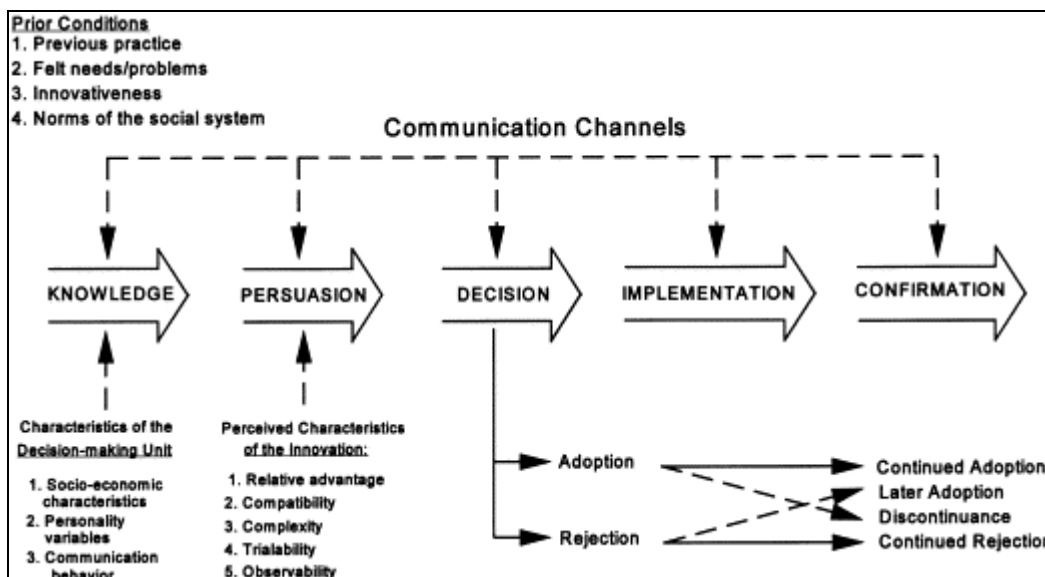 Prior Conditions
1. Previous practice
2. Felt needs/problems
3. Innovativeness
4. Norms of the social system
Communication Channels
KNOWLEDGE
PERSUASION
DECISION
IMPLEMENTATION
CONFIRMATION
Characteristics of the
Decision-making Unit
1. Socio-economic
characteristics
2. Personality
variables
3. Communication
behavior
Perceived Characteristics
of the Innovation:
1. Relative advantage
2. Compatibility
3. Complexity
4. Trialability
5. Observability
Adoption
Rejection
Continued Adoption
Later Adoption
Discontinuance
Continued Rejection